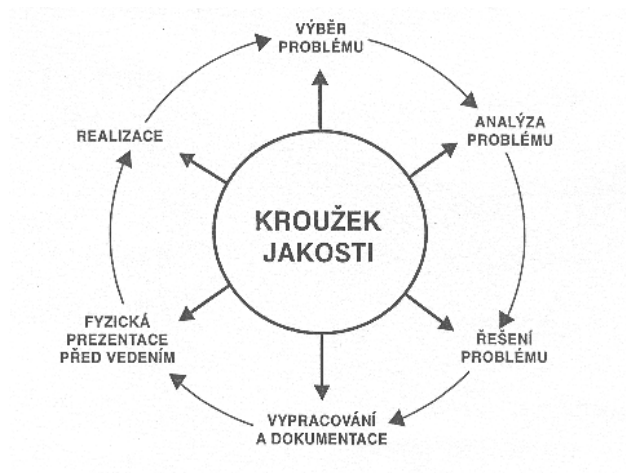 VÝBĚR
PROBLÉMU
ANALÝZA
PROBLÉMU
REALIZACE
KROUŽEK
JAKOSTI
FYZICKÁ
PREZENTACE
PŘED VEDENÍM
ŘEŠENÍ
PROBLÉMU
VYPRACOVÁNÍ
A DOKUMENTACE